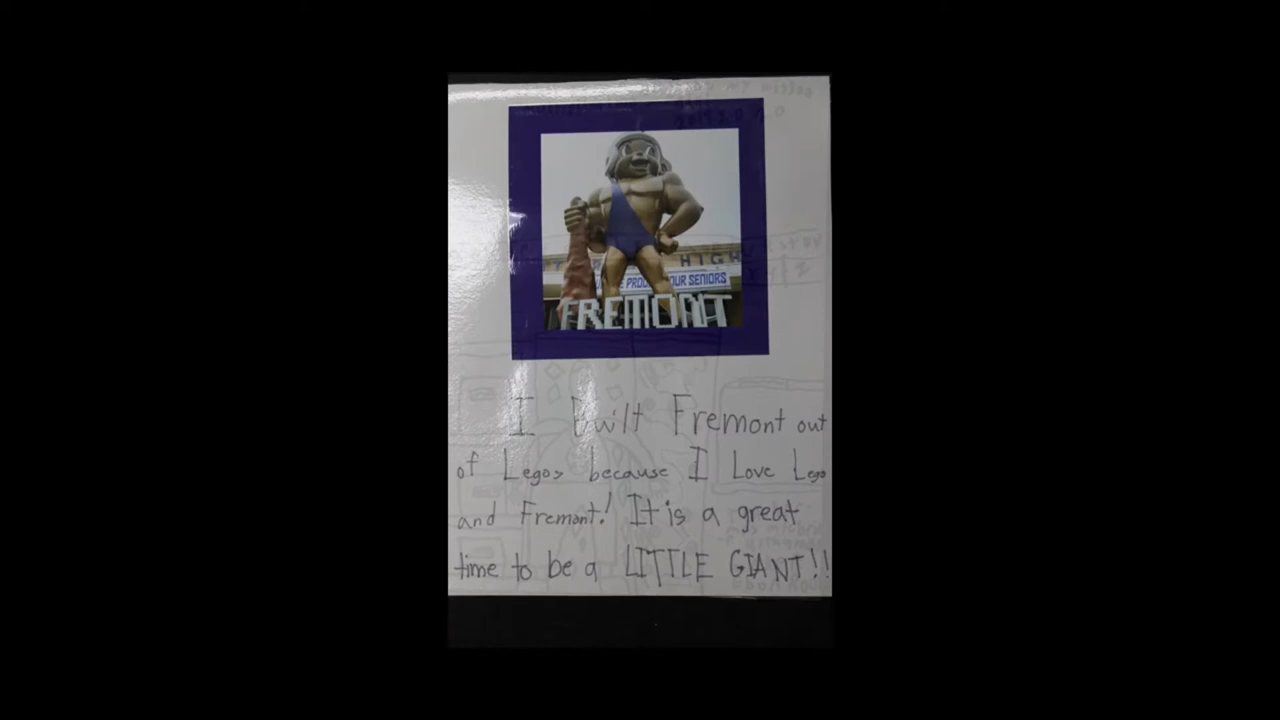 HIGH
OUR SENIORS
FREMONT
I Built Fremont out
of Legos because I Love Lego
and Fremont! It is a great
time to be a LITTLE GIANT!!